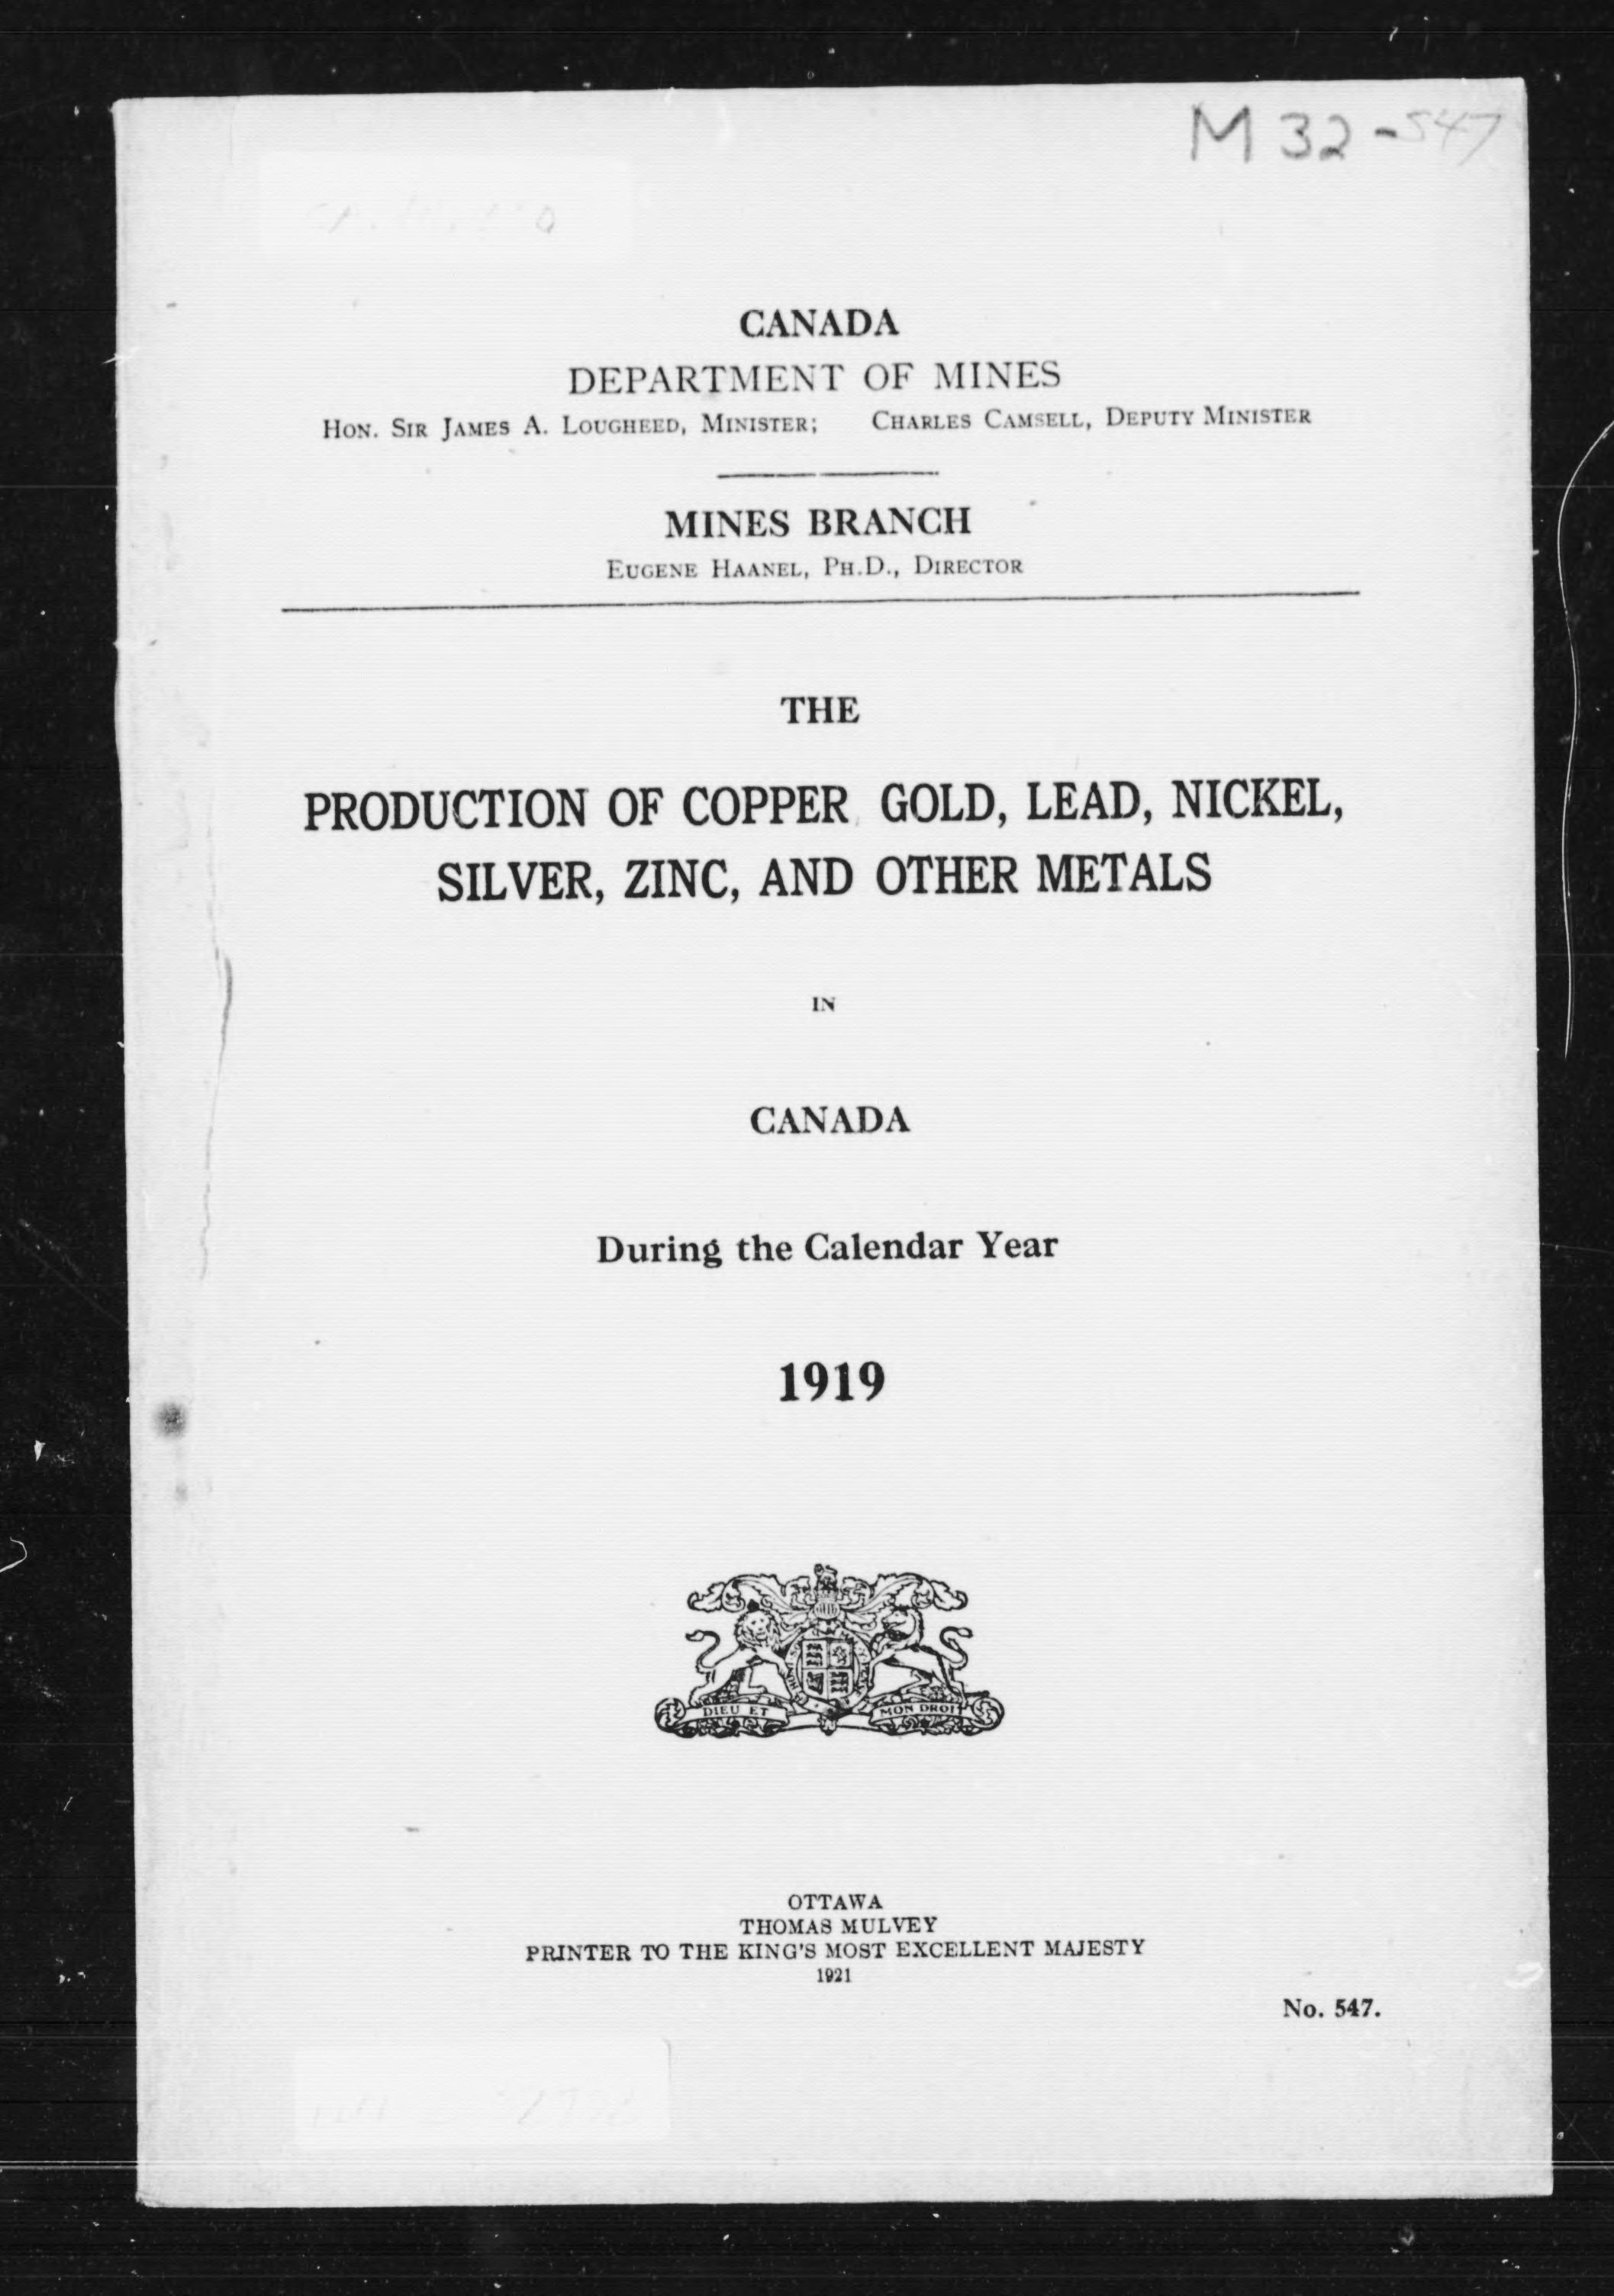 M 32-547
CANADA
DEPARTMENT OF MINES
HON. SIR JAMES A. LOUGHEED, MINISTER; CHARLES CAMSELL, DEPUTY MINISTER
MINES BRANCH
EUGENE HAANEL, PH.D., DIRECTOR
THE
PRODUCTION OF COPPER, GOLD, LEAD, NICKEL,
SILVER, ZINC, AND OTHER METALS
IN
CANADA
During the Calendar Year
1919
DIEU ET MON DROIT
OTTAWA
THOMAS MULVEY
PRINTER TO THE KING'S MOST EXCELLENT MAJESTY
1921
No. 547.